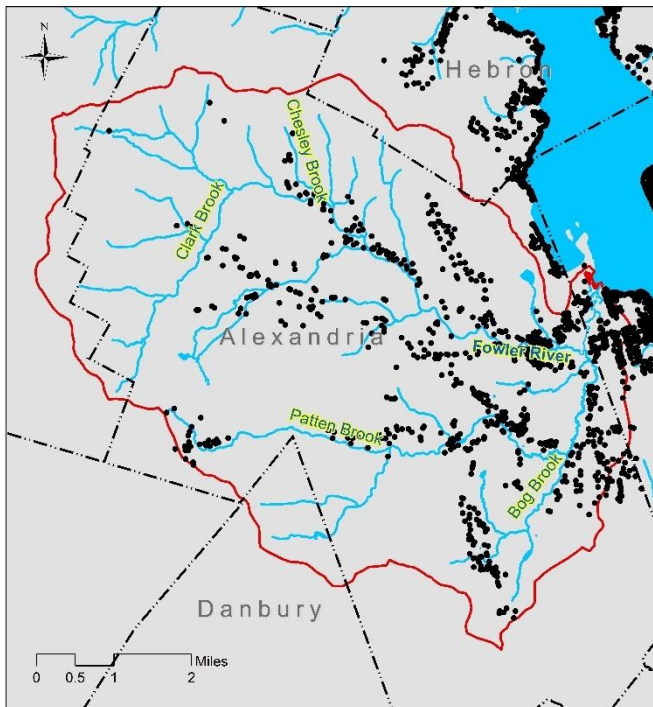 N
Hebron
Chesley Brook
Clark Brook
Alexandria
Fowler River
Patten Brook
Bog Brook
Danbury
Miles
0 0.5 1 2